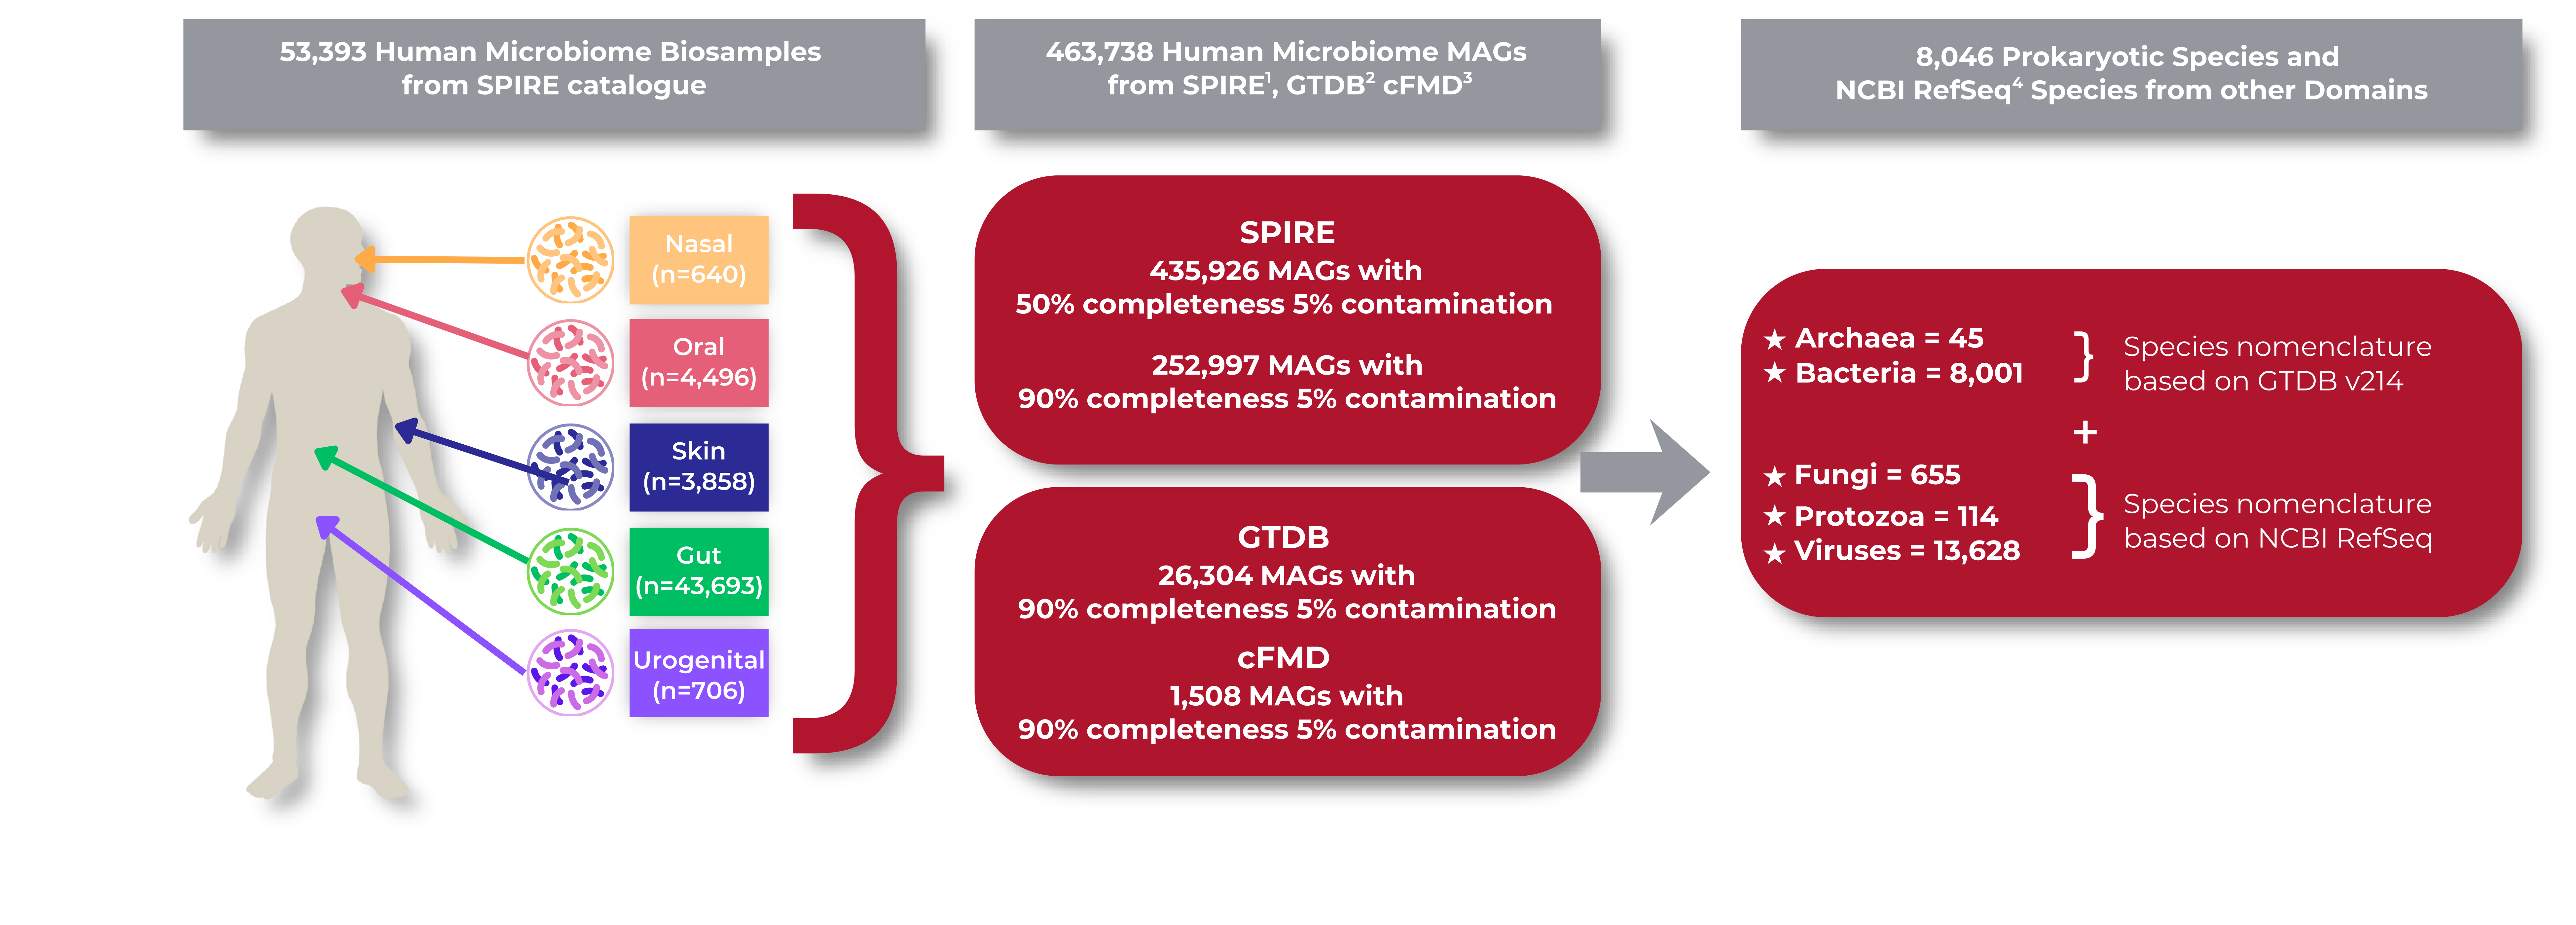 53,393 Human Microbiome Biosamples
from SPIRE catalogue
463,738 Human Microbiome MAGs
from SPIRE¹, GTDB² cFMD³
8,046 Prokaryotic Species and
NCBI RefSeq⁴ Species from other Domains
Nasal
(n=640)
Oral
(n=4,496)
Skin
(n=3,858)
Gut
(n=43,693)
Urogenital
(n=706)
SPIRE
435,926 MAGs with
50% completeness 5% contamination
252,997 MAGs with
90% completeness 5% contamination
GTDB
26,304 MAGs with
90% completeness 5% contamination
cFMD
1,508 MAGs with
90% completeness 5% contamination
★ Archaea = 45
★ Bacteria = 8,001
} Species nomenclature
based on GTDB v214
+
★ Fungi = 655
★ Protozoa = 114
★ Viruses = 13,628
} Species nomenclature
based on NCBI RefSeq